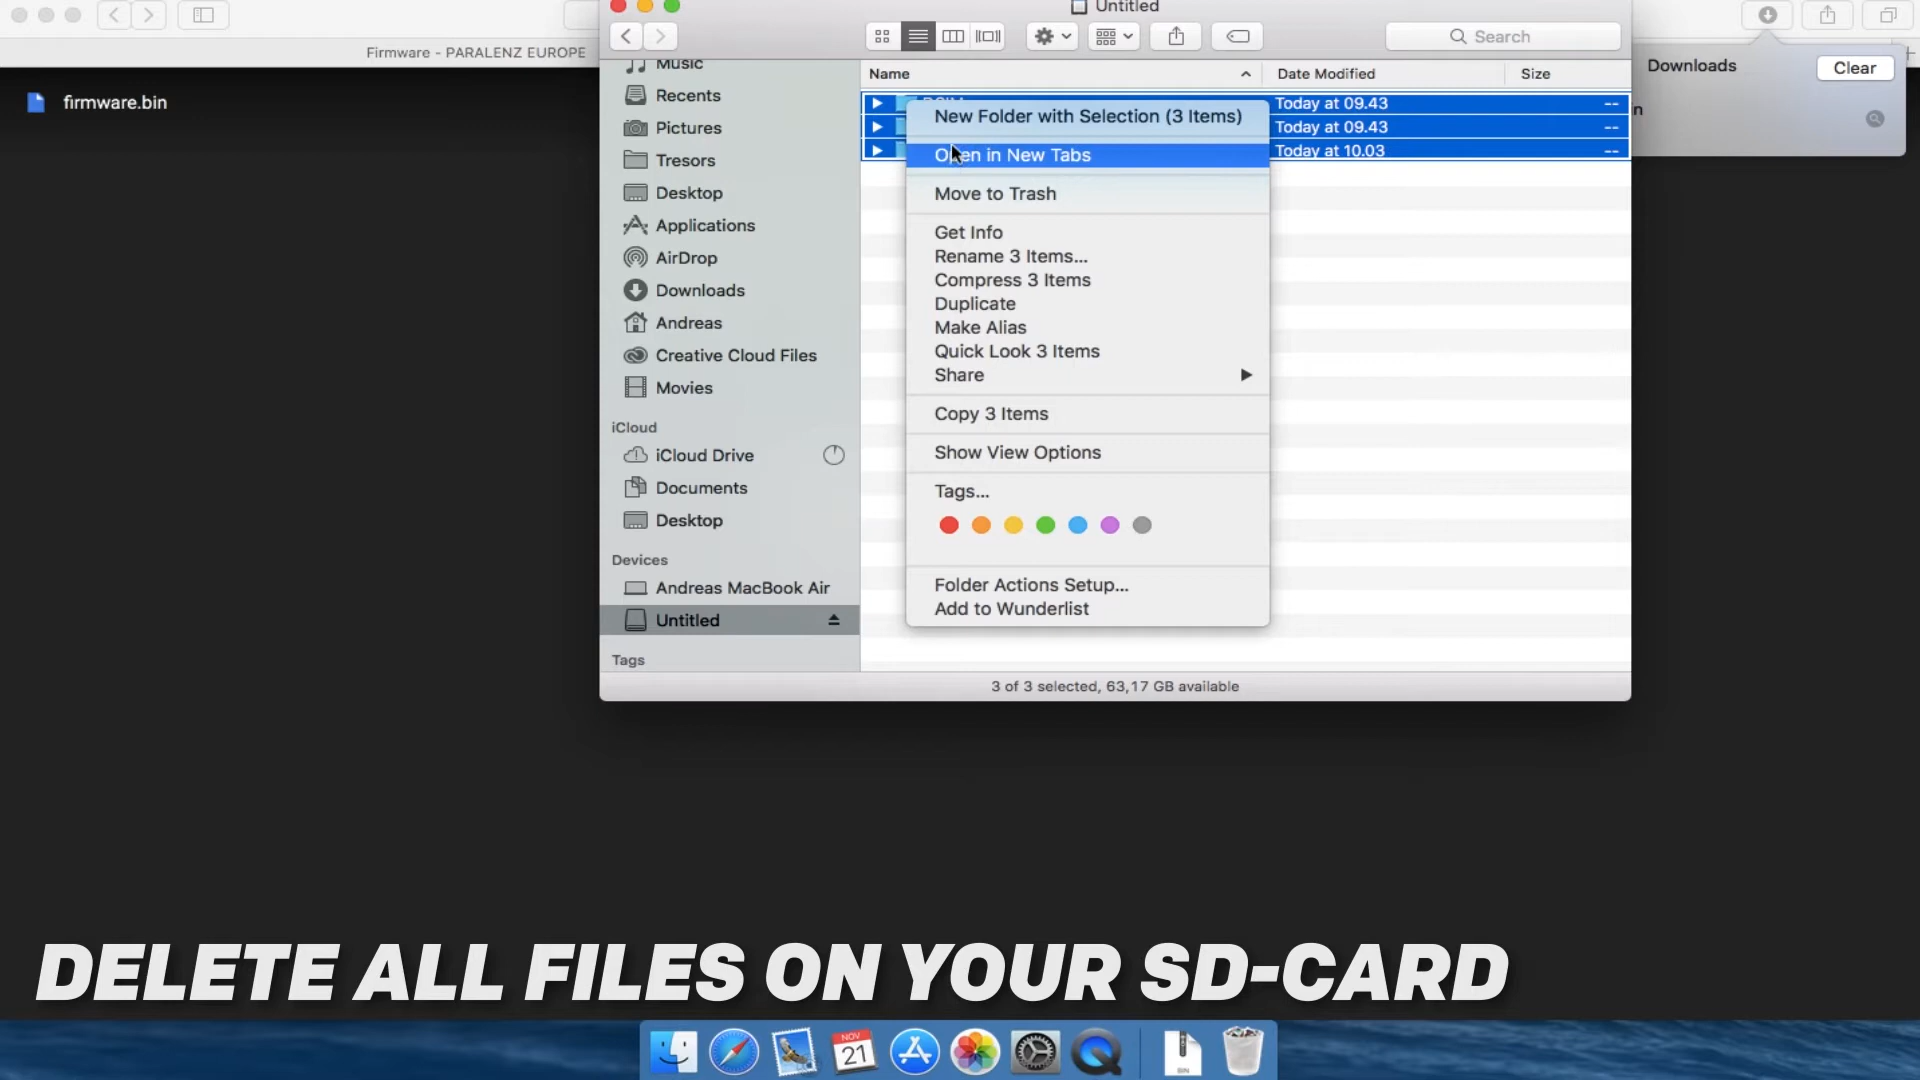 Untitled
Search
Firmware - PARALENZ EUROPE
firmware.bin
Music
Recents
Pictures
Tresors
Desktop
Applications
AirDrop
Downloads
Andreas
Creative Cloud Files
Movies
iCloud
iCloud Drive
Documents
Desktop
Devices
Andreas MacBook Air
Untitled
Tags
Name
Date Modified
Size
Today at 09.43 --
Today at 09.43 --
Today at 10.03 --
New Folder with Selection (3 Items)
Open in New Tabs
Move to Trash
Get Info
Rename 3 Items...
Compress 3 Items
Duplicate
Make Alias
Quick Look 3 Items
Share
Copy 3 Items
Show View Options
Tags...
Folder Actions Setup...
Add to Wunderlist
3 of 3 selected, 63,17 GB available
Downloads
Clear
DELETE ALL FILES ON YOUR SD-CARD
NOV
21
BIN